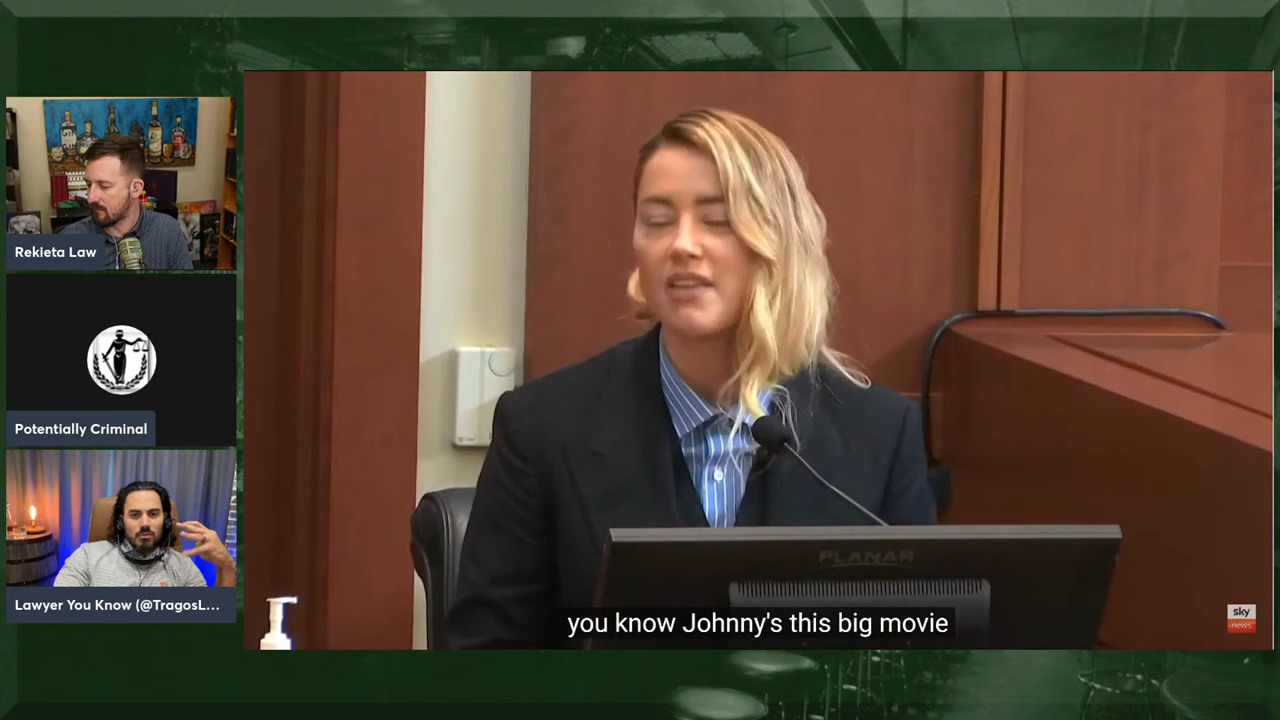 Rekieta Law
Potentially Criminal
Lawyer You Know (@TragosL...
PLANAR
you know Johnny's this big movie
sky
news